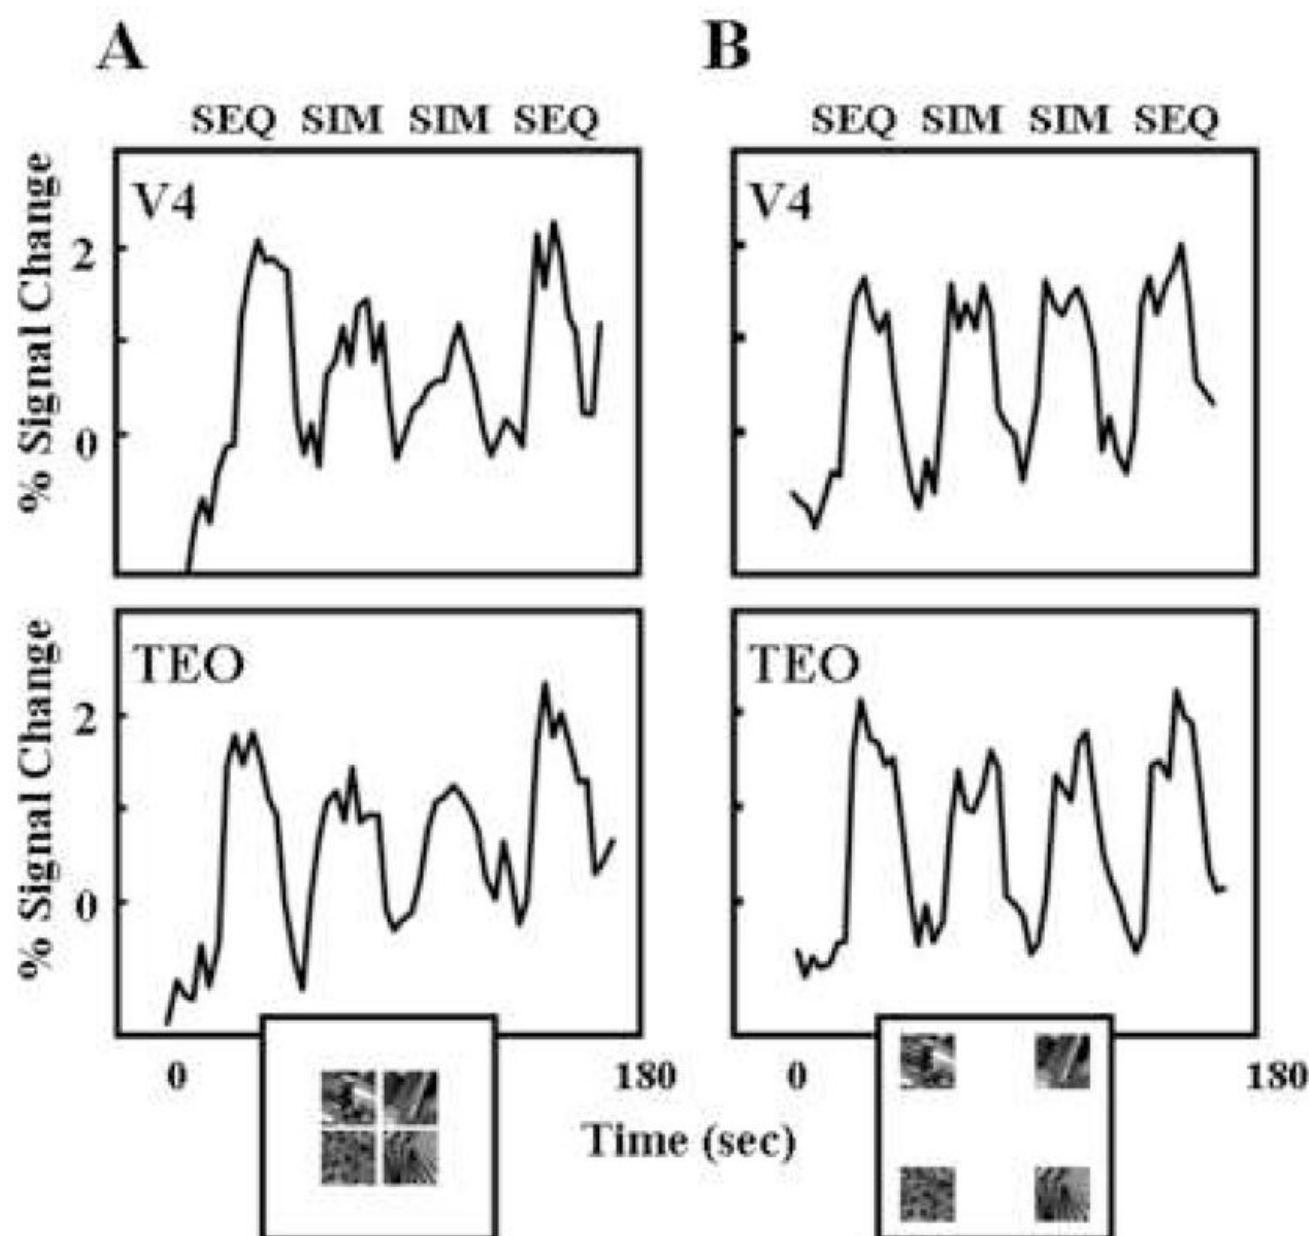 A
B
SEQ SIM SIM SEQ
SEQ SIM SIM SEQ
% Signal Change
2
0
V4
V4
% Signal Change
2
0
TEO
TEO
0
180
0
180
Time (sec)